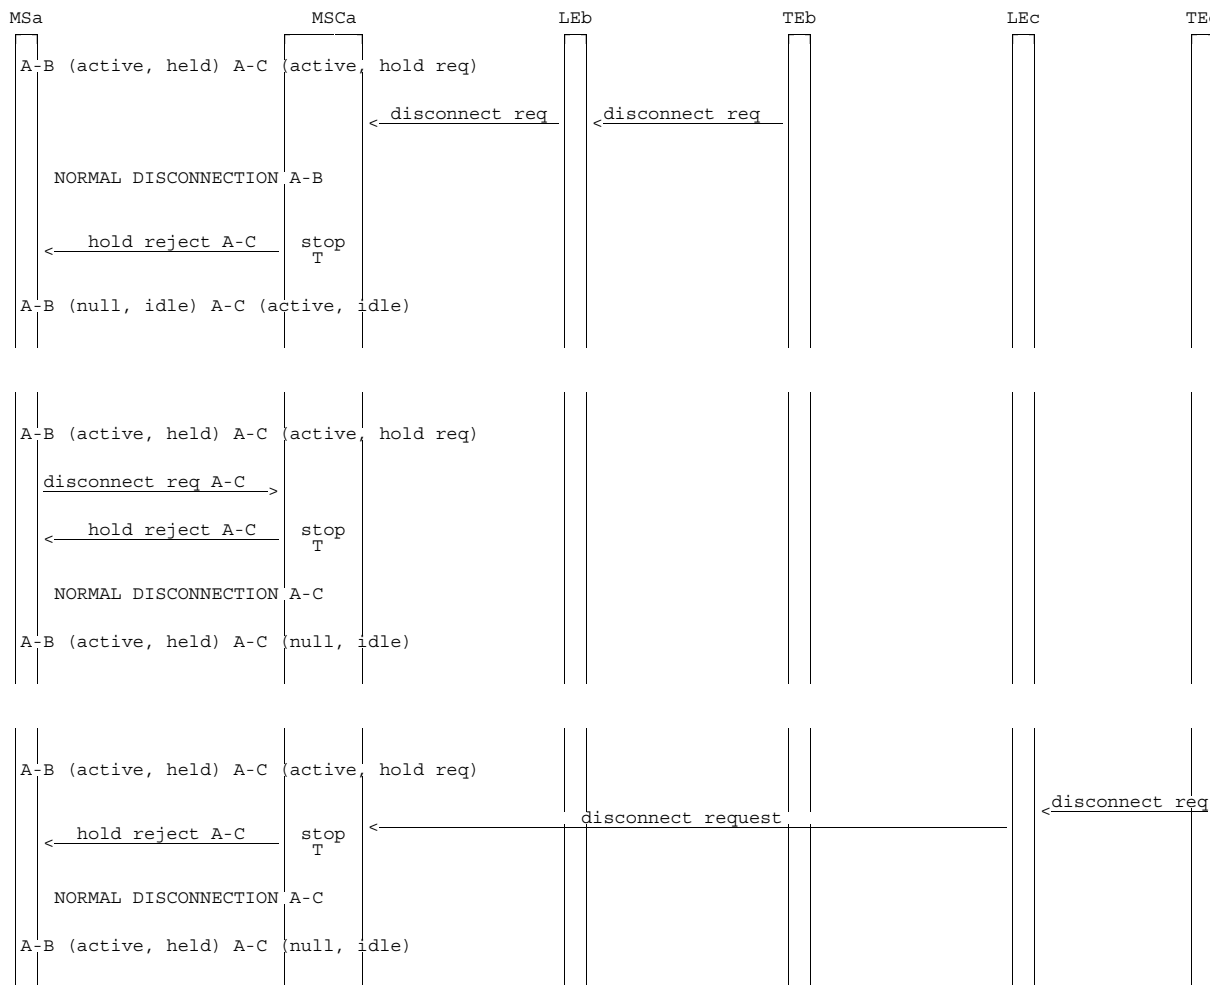 MSa MSCa LEb TEb LEc TE
A-B (active, held) A-C (active, hold req)
disconnect req disconnect req
NORMAL DISCONNECTION A-B
hold reject A-C stop
T
A-B (null, idle) A-C (active, idle)
A-B (active, held) A-C (active, hold req)
disconnect req A-C
hold reject A-C stop
T
NORMAL DISCONNECTION A-C
A-B (active, held) A-C (null, idle)
A-B (active, held) A-C (active, hold req)
disconnect req
disconnect request
hold reject A-C stop
T
NORMAL DISCONNECTION A-C
A-B (active, held) A-C (null, idle)